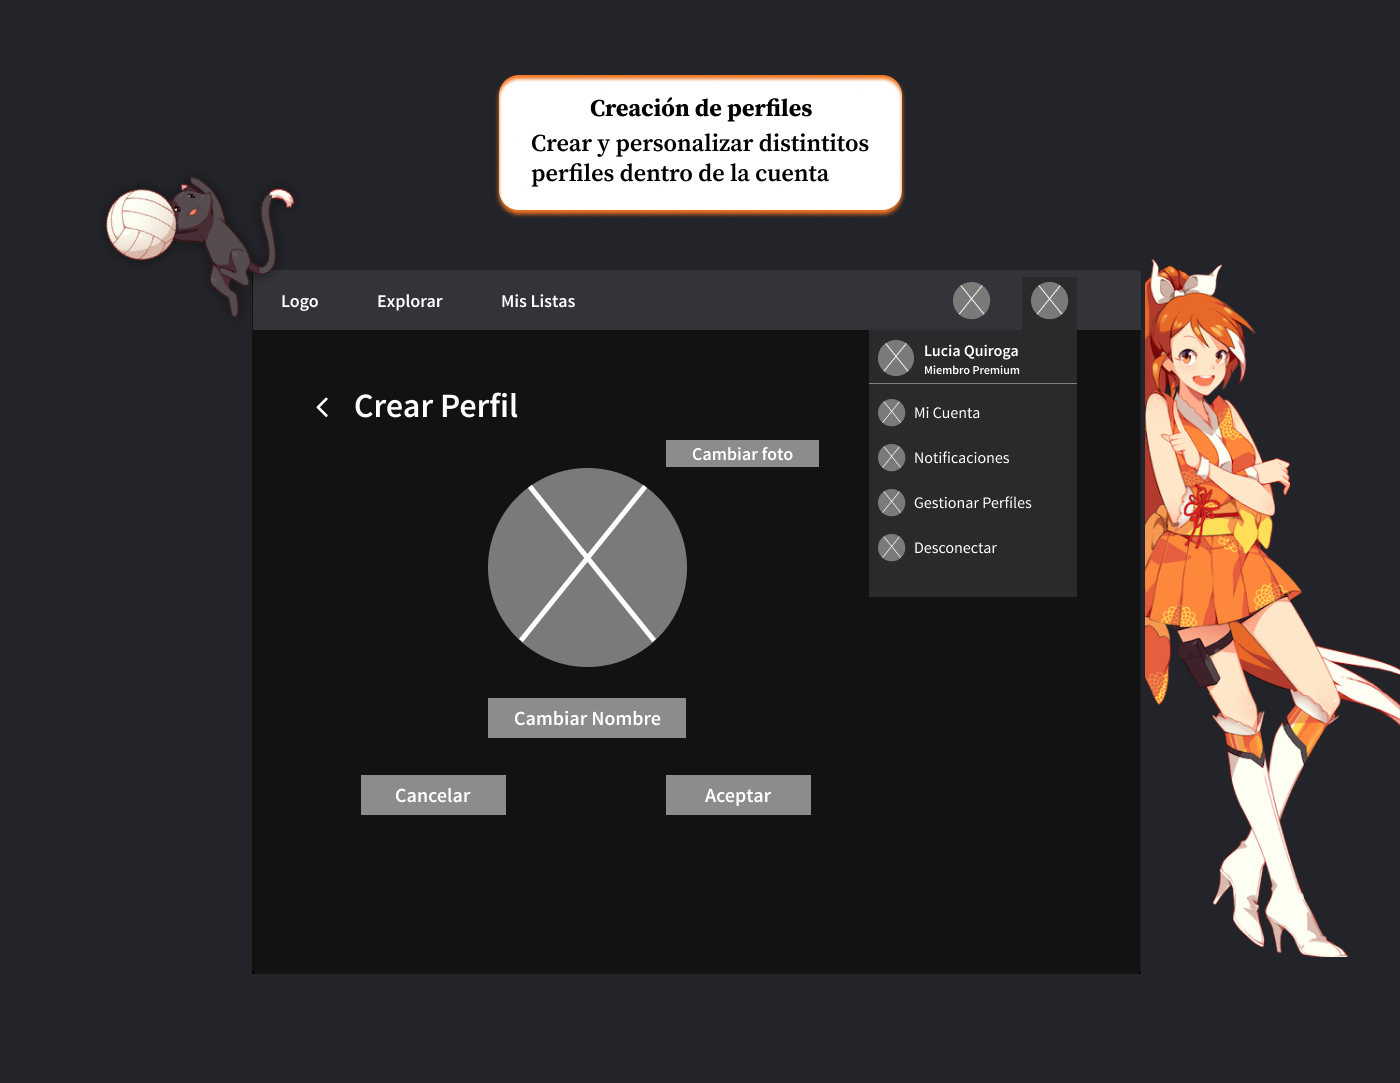 Creación de perfiles
Crear y personalizar distintitos
perfiles dentro de la cuenta
Logo
Explorar
Mis Listas
Lucia Quiroga
Miembro Premium
Mi Cuenta
Notificaciones
Gestionar Perfiles
Desconectar
Crear Perfil
Cambiar foto
Cambiar Nombre
Cancelar
Aceptar